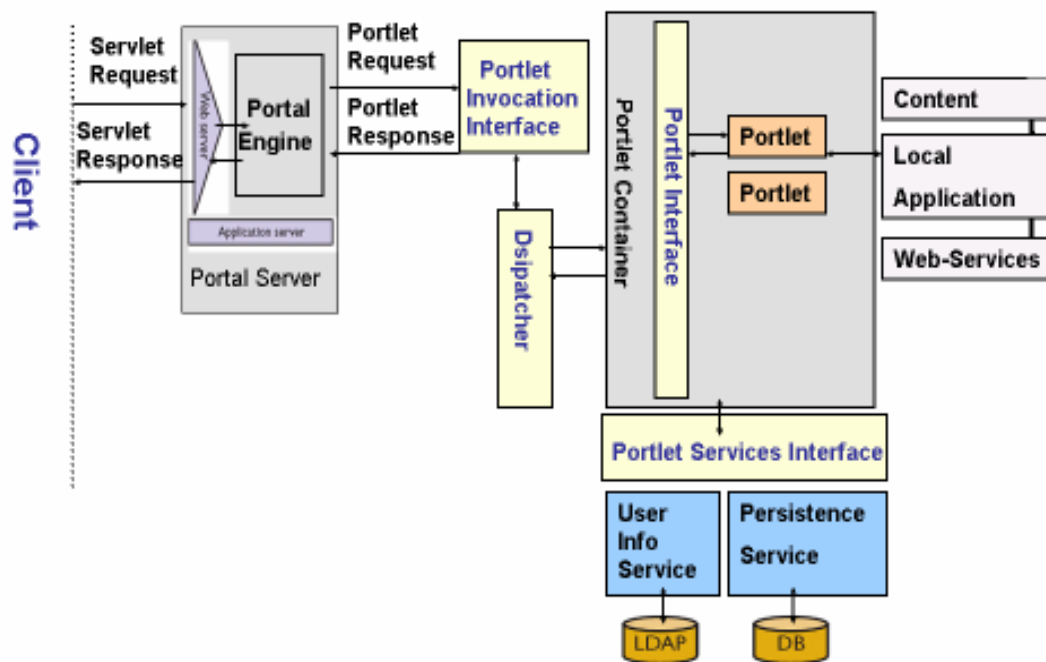 Client
Servlet
Request
Servlet
Response
Web server
Portal
Engine
Application server
Portal Server
Portlet
Request
Portlet
Response
Portlet
Invocation
Interface
Dsipatcher
Portlet Container
Portlet Interface
Portlet
Portlet
Content
Local
Application
Web-Services
Portlet Services Interface
User
Info
Service
Persistence
Service
LDAP
DB